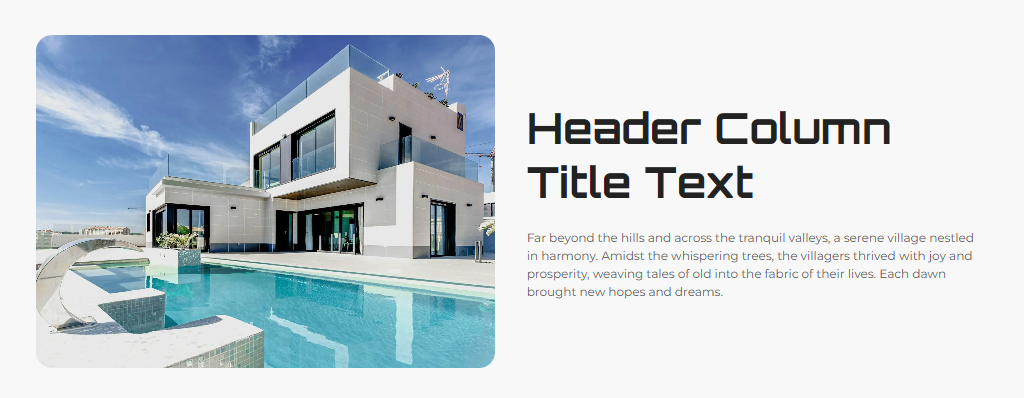 Header Column
Title Text
Far beyond the hills and across the tranquil valleys, a serene village nestled
in harmony. Amidst the whispering trees, the villagers thrived with joy and
prosperity, weaving tales of old into the fabric of their lives. Each dawn
brought new hopes and dreams.